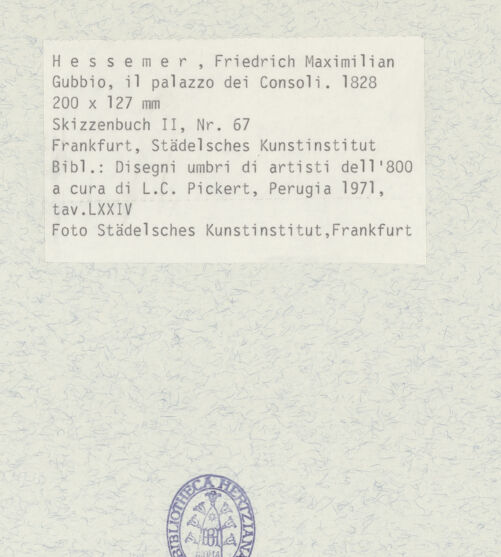 H e s s e m e r , Friedrich Maximilian
Gubbio, il palazzo dei Consoli. 1828
200 x 127 mm
Skizzenbuch II, Nr. 67
Frankfurt, Städelsches Kunstinstitut
Bibl.: Disegni umbri di artisti dell'800
a cura di L.C. Pickert, Perugia 1971,
tav.LXXIV
Foto Städelsches Kunstinstitut,Frankfurt
BIBLIOTHECA HERTZIANA